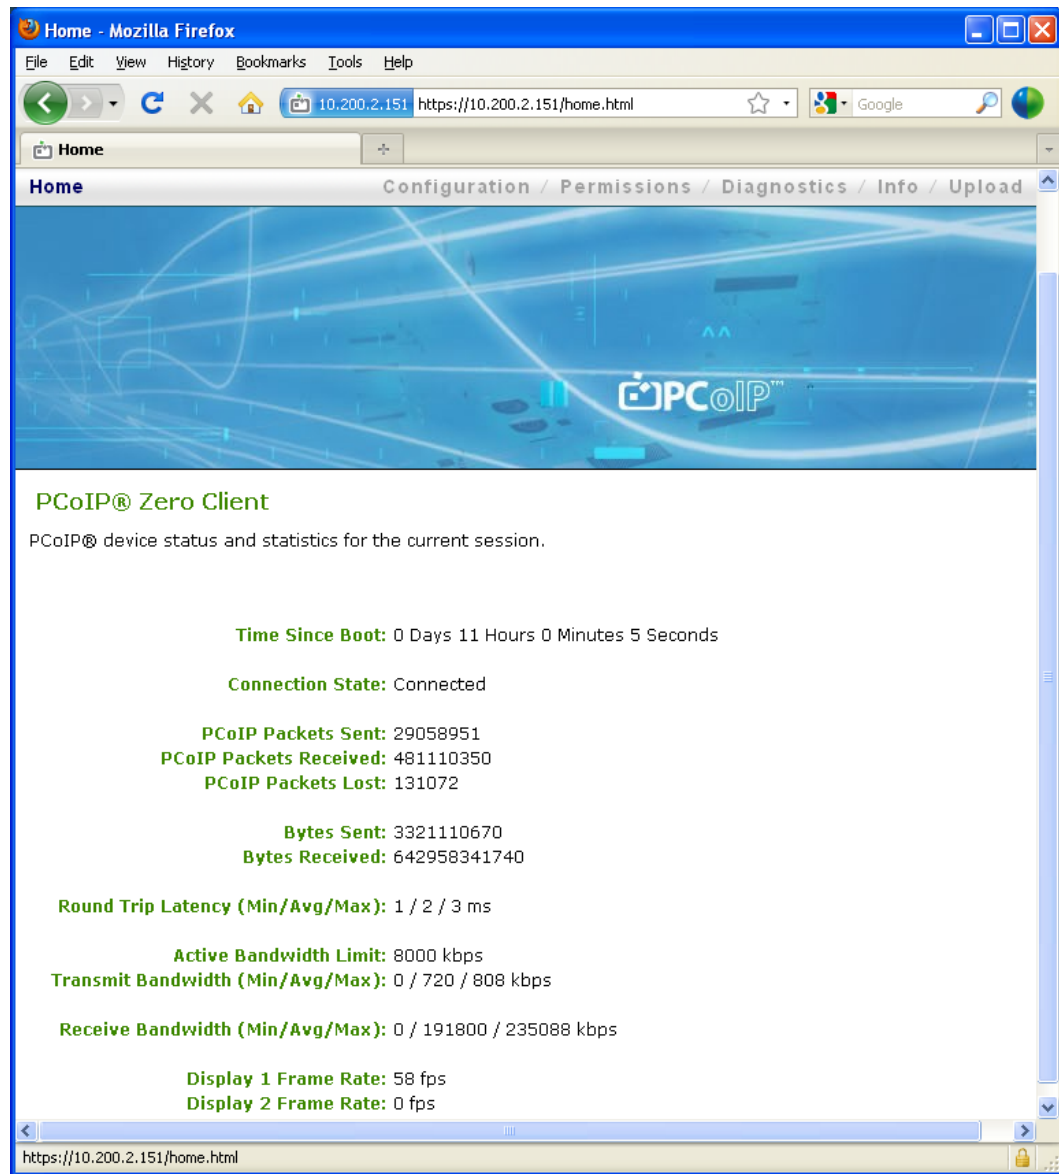 Home - Mozilla Firefox
File Edit View History Bookmarks Tools Help
10.200.2.151 https://10.200.2.151/home.html Google
Home
Home Configuration / Permissions / Diagnostics / Info / Upload
PCoIP™
PCoIP® Zero Client
PCoIP® device status and statistics for the current session.
Time Since Boot: 0 Days 11 Hours 0 Minutes 5 Seconds
Connection State: Connected
PCoIP Packets Sent: 29058951
PCoIP Packets Received: 481110350
PCoIP Packets Lost: 131072
Bytes Sent: 3321110670
Bytes Received: 642958341740
Round Trip Latency (Min/Avg/Max): 1 / 2 / 3 ms
Active Bandwidth Limit: 8000 kbps
Transmit Bandwidth (Min/Avg/Max): 0 / 720 / 808 kbps
Receive Bandwidth (Min/Avg/Max): 0 / 191800 / 235088 kbps
Display 1 Frame Rate: 58 fps
Display 2 Frame Rate: 0 fps
https://10.200.2.151/home.html